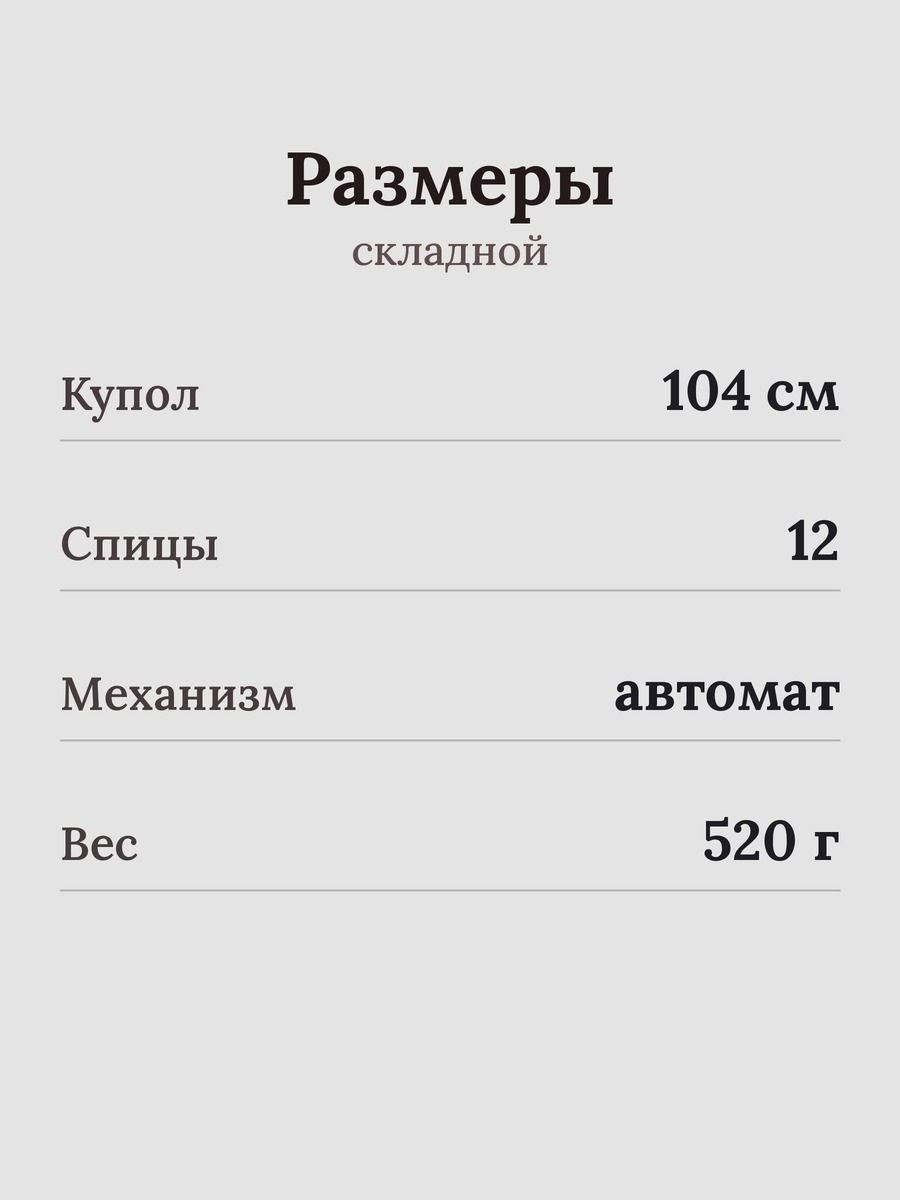 Размеры
складной
Купол 104 см
Спицы 12
Механизм автомат
Вес 520 г